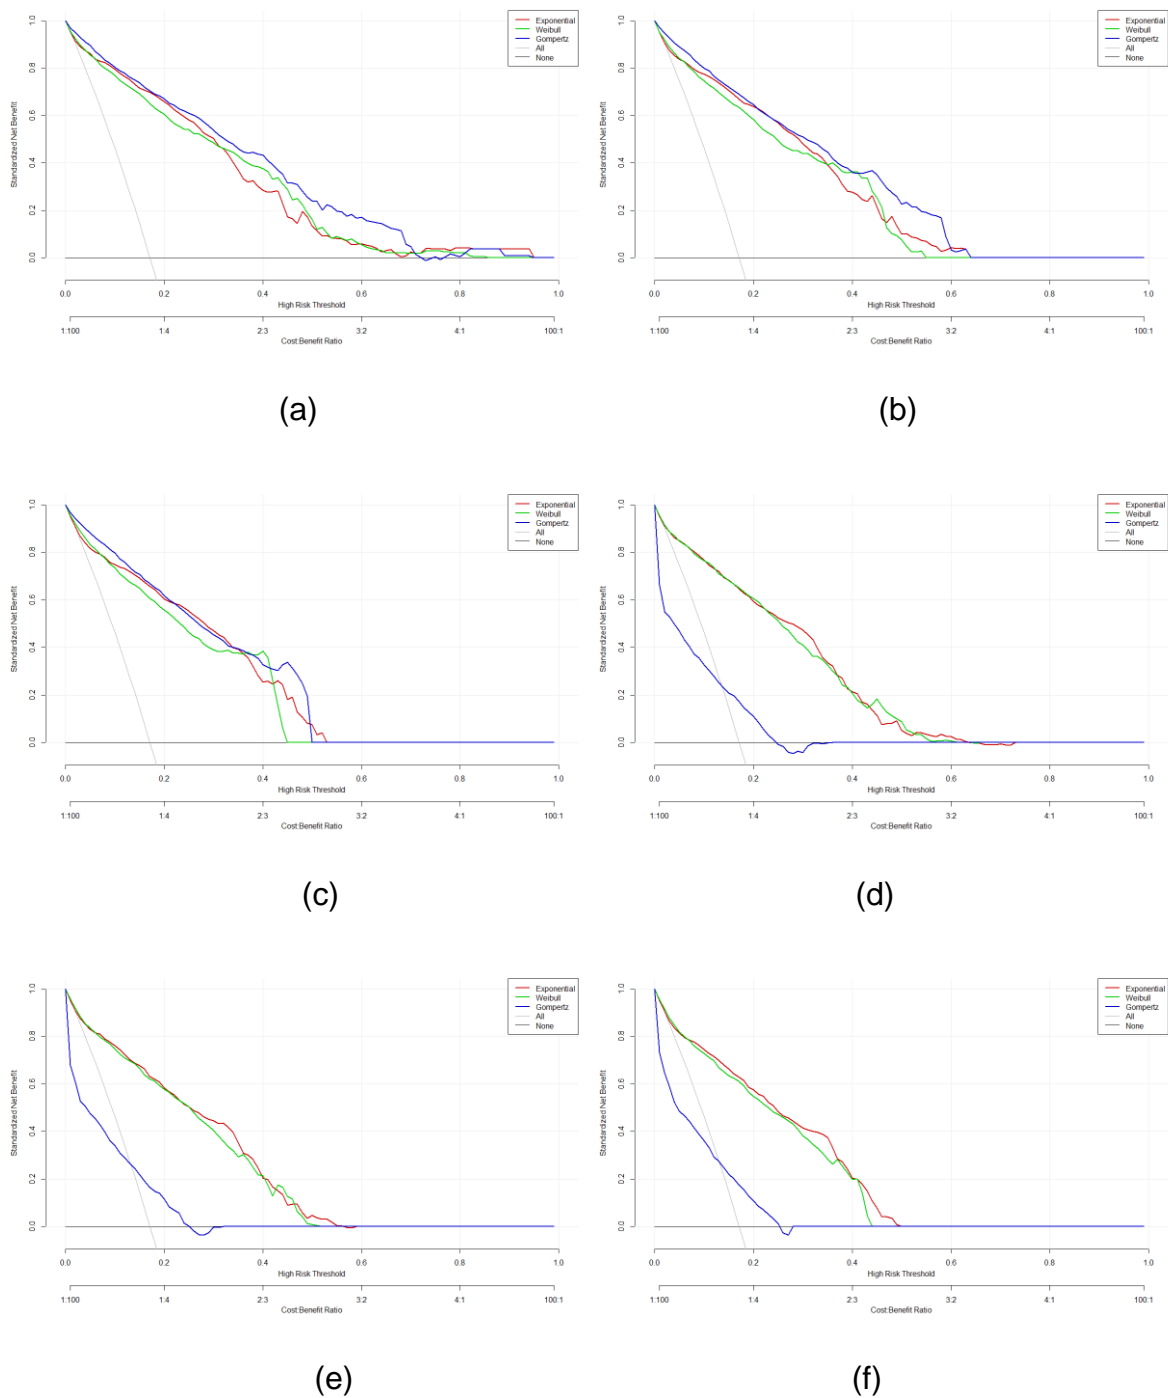 Exponential
Weibull
Gompertz
All
None
Standardized Net Benefit
0.0 0.2 0.4 0.6 0.8 1.0
0.0 0.2 0.4 0.6 0.8 1.0
High Risk Threshold
1:100 1:4 2:3 3:2 4:1 100:1
Cost:Benefit Ratio
(a)
Exponential
Weibull
Gompertz
All
None
Standardized Net Benefit
0.0 0.2 0.4 0.6 0.8 1.0
0.0 0.2 0.4 0.6 0.8 1.0
High Risk Threshold
1:100 1:4 2:3 3:2 4:1 100:1
Cost:Benefit Ratio
(b)
Exponential
Weibull
Gompertz
All
None
Standardized Net Benefit
0.0 0.2 0.4 0.6 0.8 1.0
0.0 0.2 0.4 0.6 0.8 1.0
High Risk Threshold
1:100 1:4 2:3 3:2 4:1 100:1
Cost:Benefit Ratio
(c)
Exponential
Weibull
Gompertz
All
None
Standardized Net Benefit
0.0 0.2 0.4 0.6 0.8 1.0
0.0 0.2 0.4 0.6 0.8 1.0
High Risk Threshold
1:100 1:4 2:3 3:2 4:1 100:1
Cost:Benefit Ratio
(d)
Exponential
Weibull
Gompertz
All
None
Standardized Net Benefit
0.0 0.2 0.4 0.6 0.8 1.0
0.0 0.2 0.4 0.6 0.8 1.0
High Risk Threshold
1:100 1:4 2:3 3:2 4:1 100:1
Cost:Benefit Ratio
(e)
Exponential
Weibull
Gompertz
All
None
Standardized Net Benefit
0.0 0.2 0.4 0.6 0.8 1.0
0.0 0.2 0.4 0.6 0.8 1.0
High Risk Threshold
1:100 1:4 2:3 3:2 4:1 100:1
Cost:Benefit Ratio
(f)